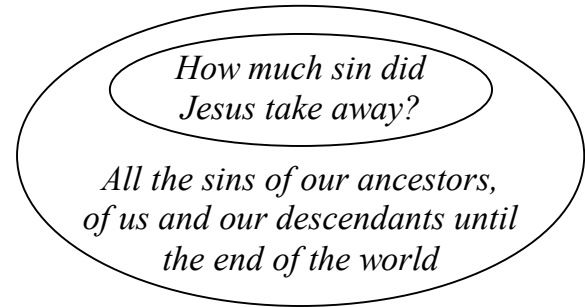 How much sin did
Jesus take away?
All the sins of our ancestors,
of us and our descendants until
the end of the world